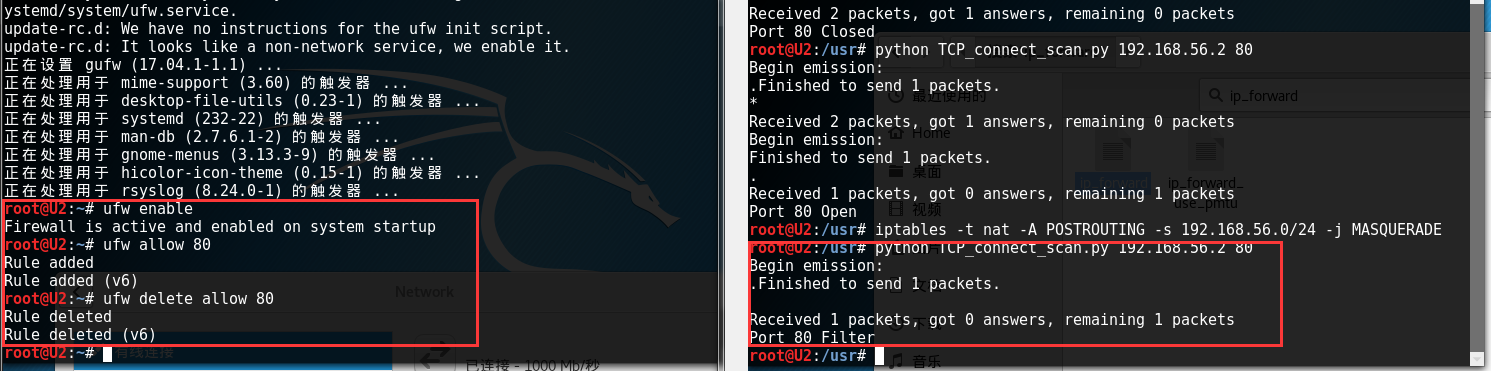 ystemd/system/ufw.service.
update-rc.d: We have no instructions for the ufw init script.
update-rc.d: It looks like a non-network service, we enable it.
正在设置 gufw (17.04.1-1.1) ...
正在处理用于 mime-support (3.60) 的触发器 ...
正在处理用于 desktop-file-utils (0.23-1) 的触发器 ...
正在处理用于 systemd (232-22) 的触发器 ...
正在处理用于 man-db (2.7.6.1-2) 的触发器 ...
正在处理用于 gnome-menus (3.13.3-9) 的触发器 ...
正在处理用于 hicolor-icon-theme (0.15-1) 的触发器 ...
正在处理用于 rsyslog (8.24.0-1) 的触发器 ...
root@U2:~# ufw enable
Firewall is active and enabled on system startup
root@U2:~# ufw allow 80
Rule added
Rule added (v6)
root@U2:~# ufw delete allow 80
Rule deleted
Rule deleted (v6)
root@U2:~#
Network
有线连接
已连接 - 1000 Mb/秒
Received 2 packets, got 1 answers, remaining 0 packets
Port 80 Closed
root@U2:/usr# python TCP_connect_scan.py 192.168.56.2 80
Begin emission:
.Finished to send 1 packets.
*
Received 2 packets, got 1 answers, remaining 0 packets
Begin emission:
Finished to send 1 packets.
.
Received 1 packets, got 0 answers, remaining 1 packets
Port 80 Open
root@U2:/usr# iptables -t nat -A POSTROUTING -s 192.168.56.0/24 -j MASQUERADE
root@U2:/usr# python TCP_connect_scan.py 192.168.56.2 80
Begin emission:
.Finished to send 1 packets.
Received 1 packets, got 0 answers, remaining 1 packets
Port 80 Filter
root@U2:/usr#
最近使用的
ip_forward
Home
桌面
视频
音乐
ip_forward
ip_forward_
use_pmtu